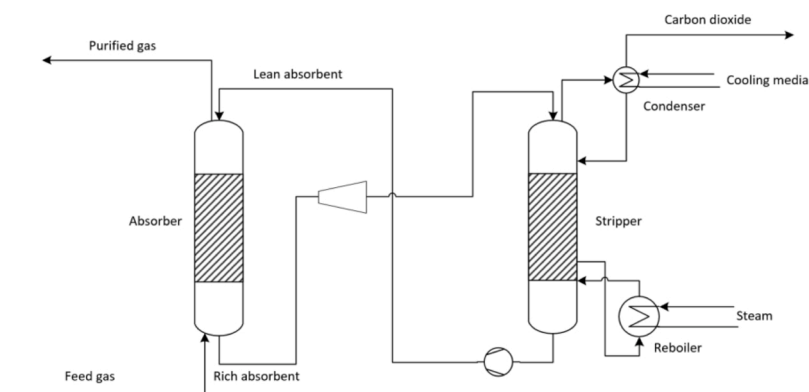 Carbon dioxide
Purified gas
Lean absorbent
Cooling media
Condenser
Absorber
Stripper
Steam
Reboiler
Feed gas
Rich absorbent